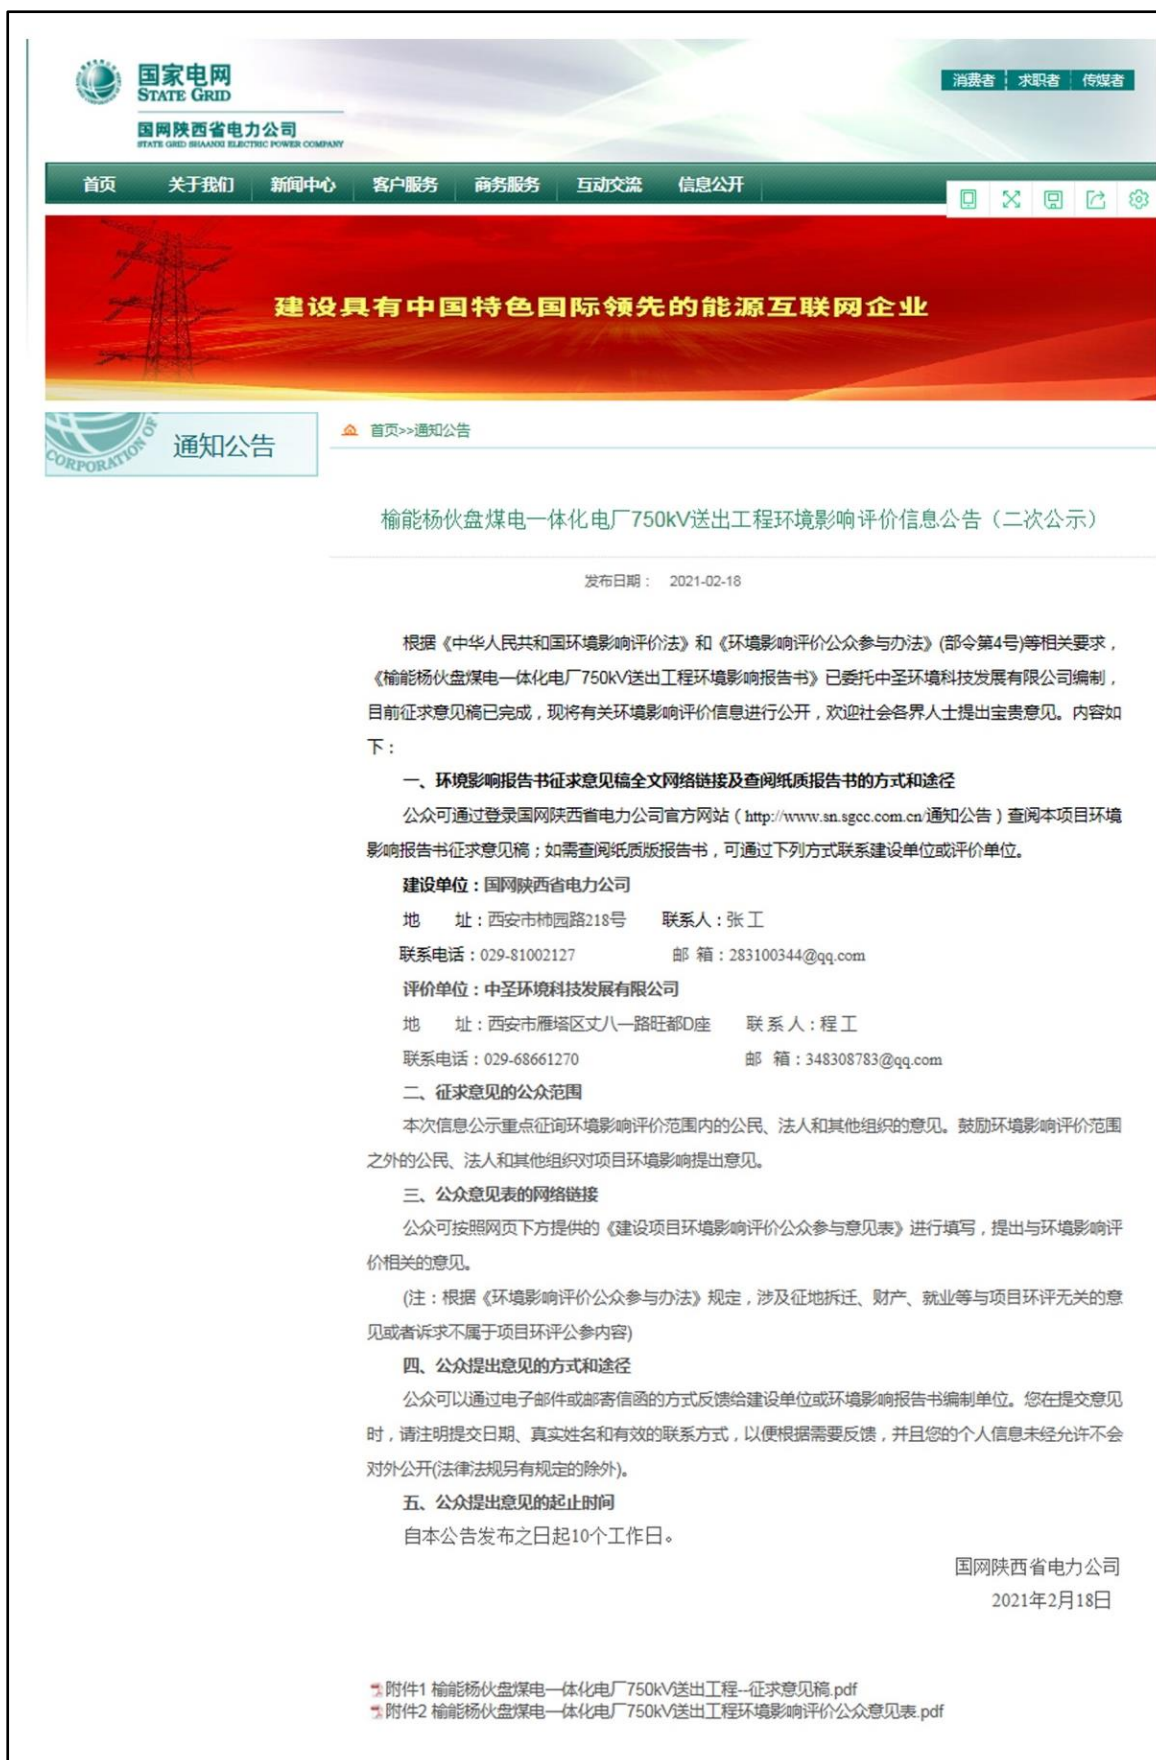 国家电网
STATE GRID
国网陕西省电力公司
STATE GRID SHAANXI ELECTRIC POWER COMPANY
消费者 求职者 传媒者
首页 关于我们 新闻中心 客户服务 商务服务 互动交流 信息公开
建设具有中国特色国际领先的能源互联网企业
CORPORATION OF
通知公告
首页>>通知公告
榆能杨伙盘煤电一体化电厂750kV送出工程环境影响评价信息公告（二次公示）
发布日期： 2021-02-18
根据《中华人民共和国环境影响评价法》和《环境影响评价公众参与办法》(部令第4号)等相关要求，
《榆能杨伙盘煤电一体化电厂750kV送出工程环境影响报告书》已委托中圣环境科技发展有限公司编制，
目前征求意见稿已完成，现将有关环境影响评价信息进行公开，欢迎社会各界人士提出宝贵意见。内容如
下：
一、环境影响报告书征求意见稿全文网络链接及查阅纸质报告书的方式和途径
公众可通过登录国网陕西省电力公司官方网站（http://www.sn.sgcc.com.cn/通知公告）查阅本项目环境
影响报告书征求意见稿；如需查阅纸质版报告书，可通过下列方式联系建设单位或评价单位。
建设单位：国网陕西省电力公司
地 址：西安市柿园路218号 联系人：张 工
联系电话：029-81002127 邮 箱：283100344@qq.com
评价单位：中圣环境科技发展有限公司
地 址：西安市雁塔区丈八一路旺都D座 联 系 人：程 工
联系电话：029-68661270 邮 箱：348308783@qq.com
二、征求意见的公众范围
本次信息公示重点征询环境影响评价范围内的公民、法人和其他组织的意见。鼓励环境影响评价范围
之外的公民、法人和其他组织对项目环境影响提出意见。
三、公众意见表的网络链接
公众可按照网页下方提供的《建设项目环境影响评价公众参与意见表》进行填写，提出与环境影响评
价相关的意见。
(注：根据《环境影响评价公众参与办法》规定，涉及征地拆迁、财产、就业等与项目环评无关的意
见或者诉求不属于项目环评公参内容)
四、公众提出意见的方式和途径
公众可以通过电子邮件或邮寄信函的方式反馈给建设单位或环境影响报告书编制单位。您在提交意见
时，请注明提交日期、真实姓名和有效的联系方式，以便根据需要反馈，并且您的个人信息未经允许不会
对外公开(法律法规另有规定的除外)。
五、公众提出意见的起止时间
自本公告发布之日起10个工作日。
国网陕西省电力公司
2021年2月18日
附件1 榆能杨伙盘煤电一体化电厂750kV送出工程--征求意见稿.pdf
附件2 榆能杨伙盘煤电一体化电厂750kV送出工程环境影响评价公众意见表.pdf